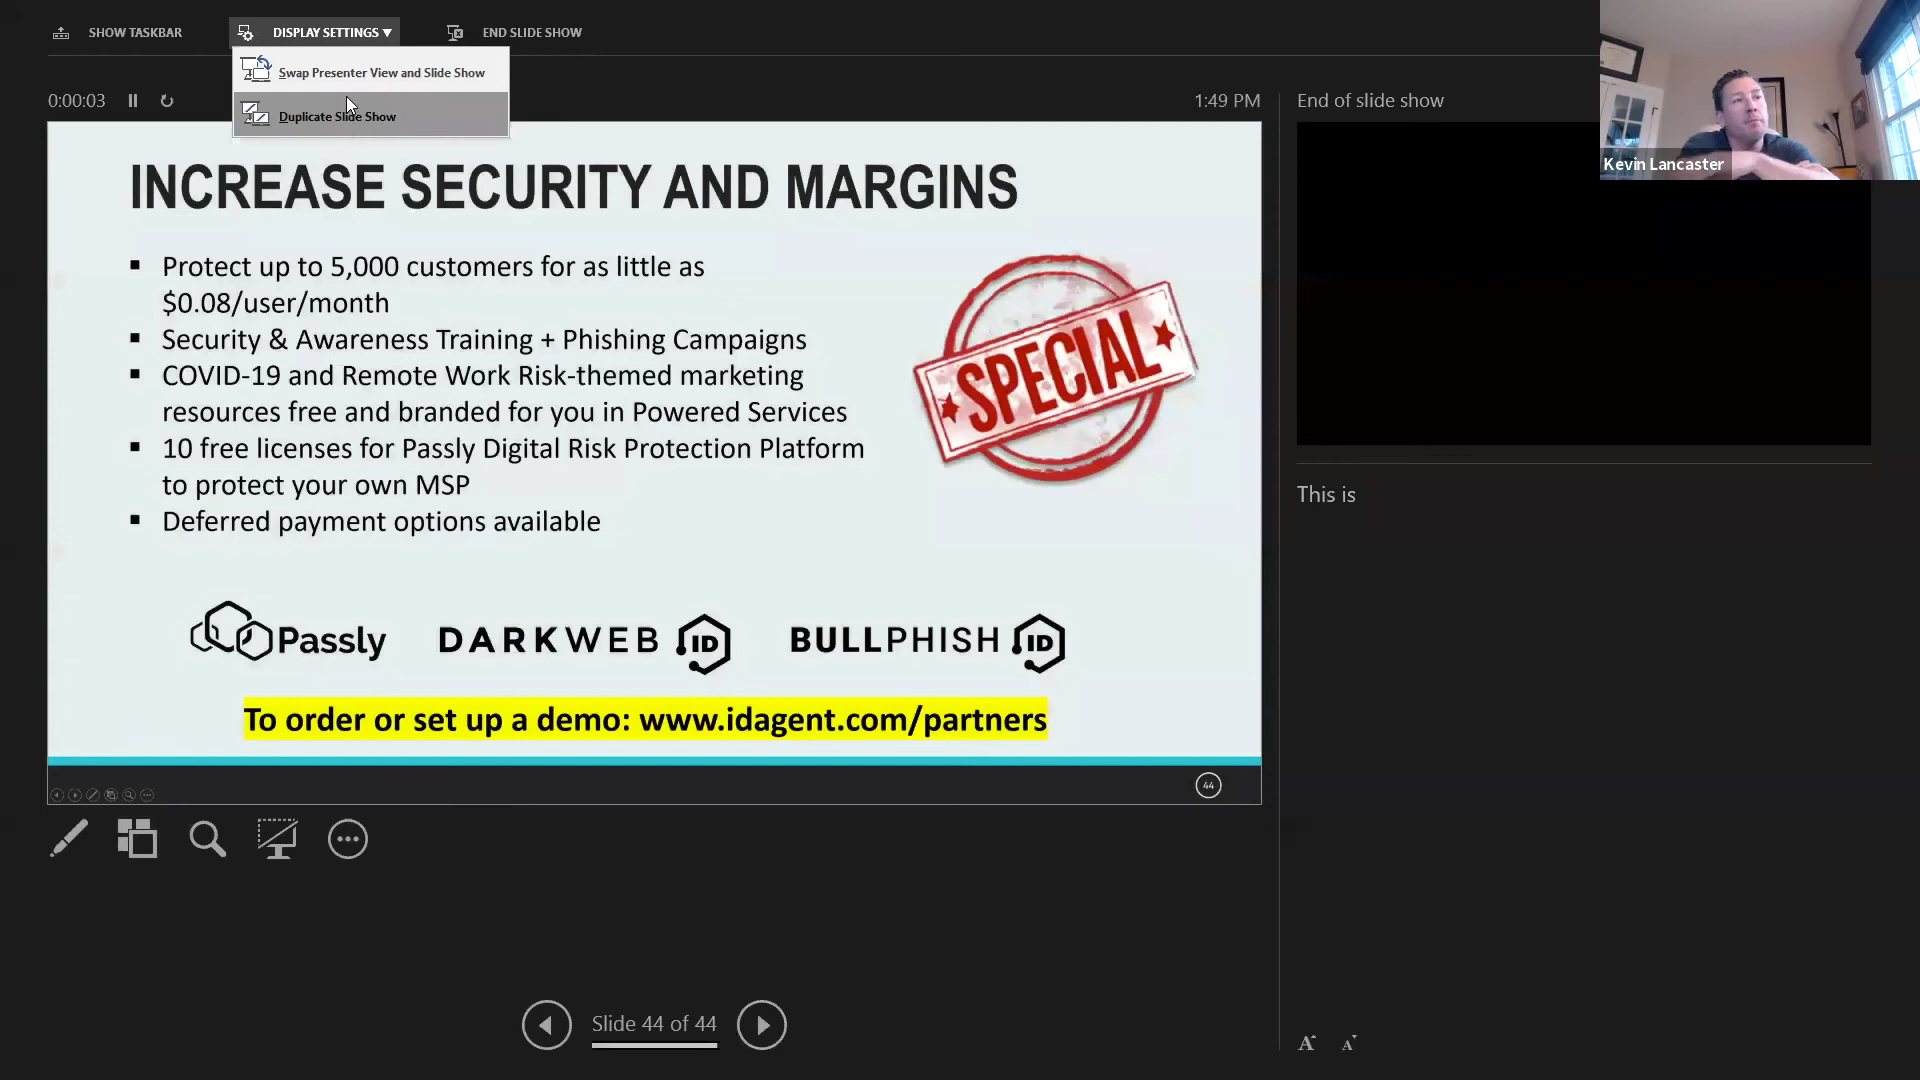 SHOW TASKBAR
DISPLAY SETTINGS ▼
END SLIDE SHOW
Swap Presenter View and Slide Show
Duplicate Slide Show
0:00:03
1:49 PM
End of slide show
Kevin Lancaster
INCREASE SECURITY AND MARGINS
▪ Protect up to 5,000 customers for as little as
$0.08/user/month
▪ Security & Awareness Training + Phishing Campaigns
▪ COVID-19 and Remote Work Risk-themed marketing
resources free and branded for you in Powered Services
▪ 10 free licenses for Passly Digital Risk Protection Platform
to protect your own MSP
▪ Deferred payment options available
SPECIAL
Passly
DARKWEB ID
BULLPHISH ID
To order or set up a demo: www.idagent.com/partners
44
This is
Slide 44 of 44
A A